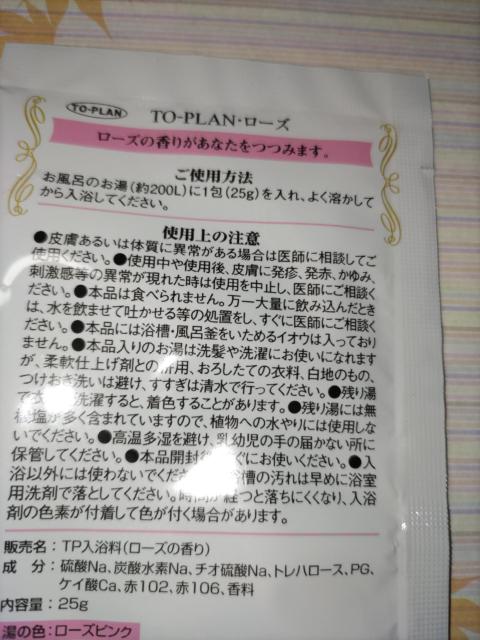 TO-PLAN
TO-PLAN・ローズ
ローズの香りがあなたをつつみます。
ご使用方法
お風呂のお湯(約200L)に1包(25g)を入れ、よく溶かして
から入浴してください。
使用上の注意
●皮膚あるいは体質に異常がある場合は医師に相談してご
使用ください。●使用中や使用後、皮膚に発疹、発赤、かゆみ、
刺激感等の異常が現れた時は使用を中止し、医師にご相談く
ださい。●本品は食べられません。万一大量に飲み込んだとき
は、水を飲ませて吐かせる等の処置をし、すぐに医師にご相談く
ださい。●本品には浴槽・風呂釜をいためるイオウは入っており
ません。●本品入りのお湯は洗髪や洗濯にお使いになれます
が、柔軟仕上げ剤との併用、おろしたての衣料、白地のもの、
つけおき洗いは避け、すすぎは清水で行ってください。●残り湯
で 洗濯すると、着色することがあります。●残り湯には無
機塩が多く含まれていますので、植物への水やりには使用しな
いでください。●高温多湿を避け、乳幼児の手の届かない所に
保管してください。●本品開封後 ぐにお使いください。●入
浴以外には使わないでくだ 浴槽の汚れは早めに浴室
用洗剤で落としてください。時間が経つと落ちにくくなり、入浴
剤の色素が付着して色が付く場合があります。
販売名：TP入浴料(ローズの香り)
成 分：硫酸Na、炭酸水素Na、チオ硫酸Na、トレハロース、PG、
ケイ酸Ca、赤102、赤106、香料
内容量：25g
湯の色：ローズピンク